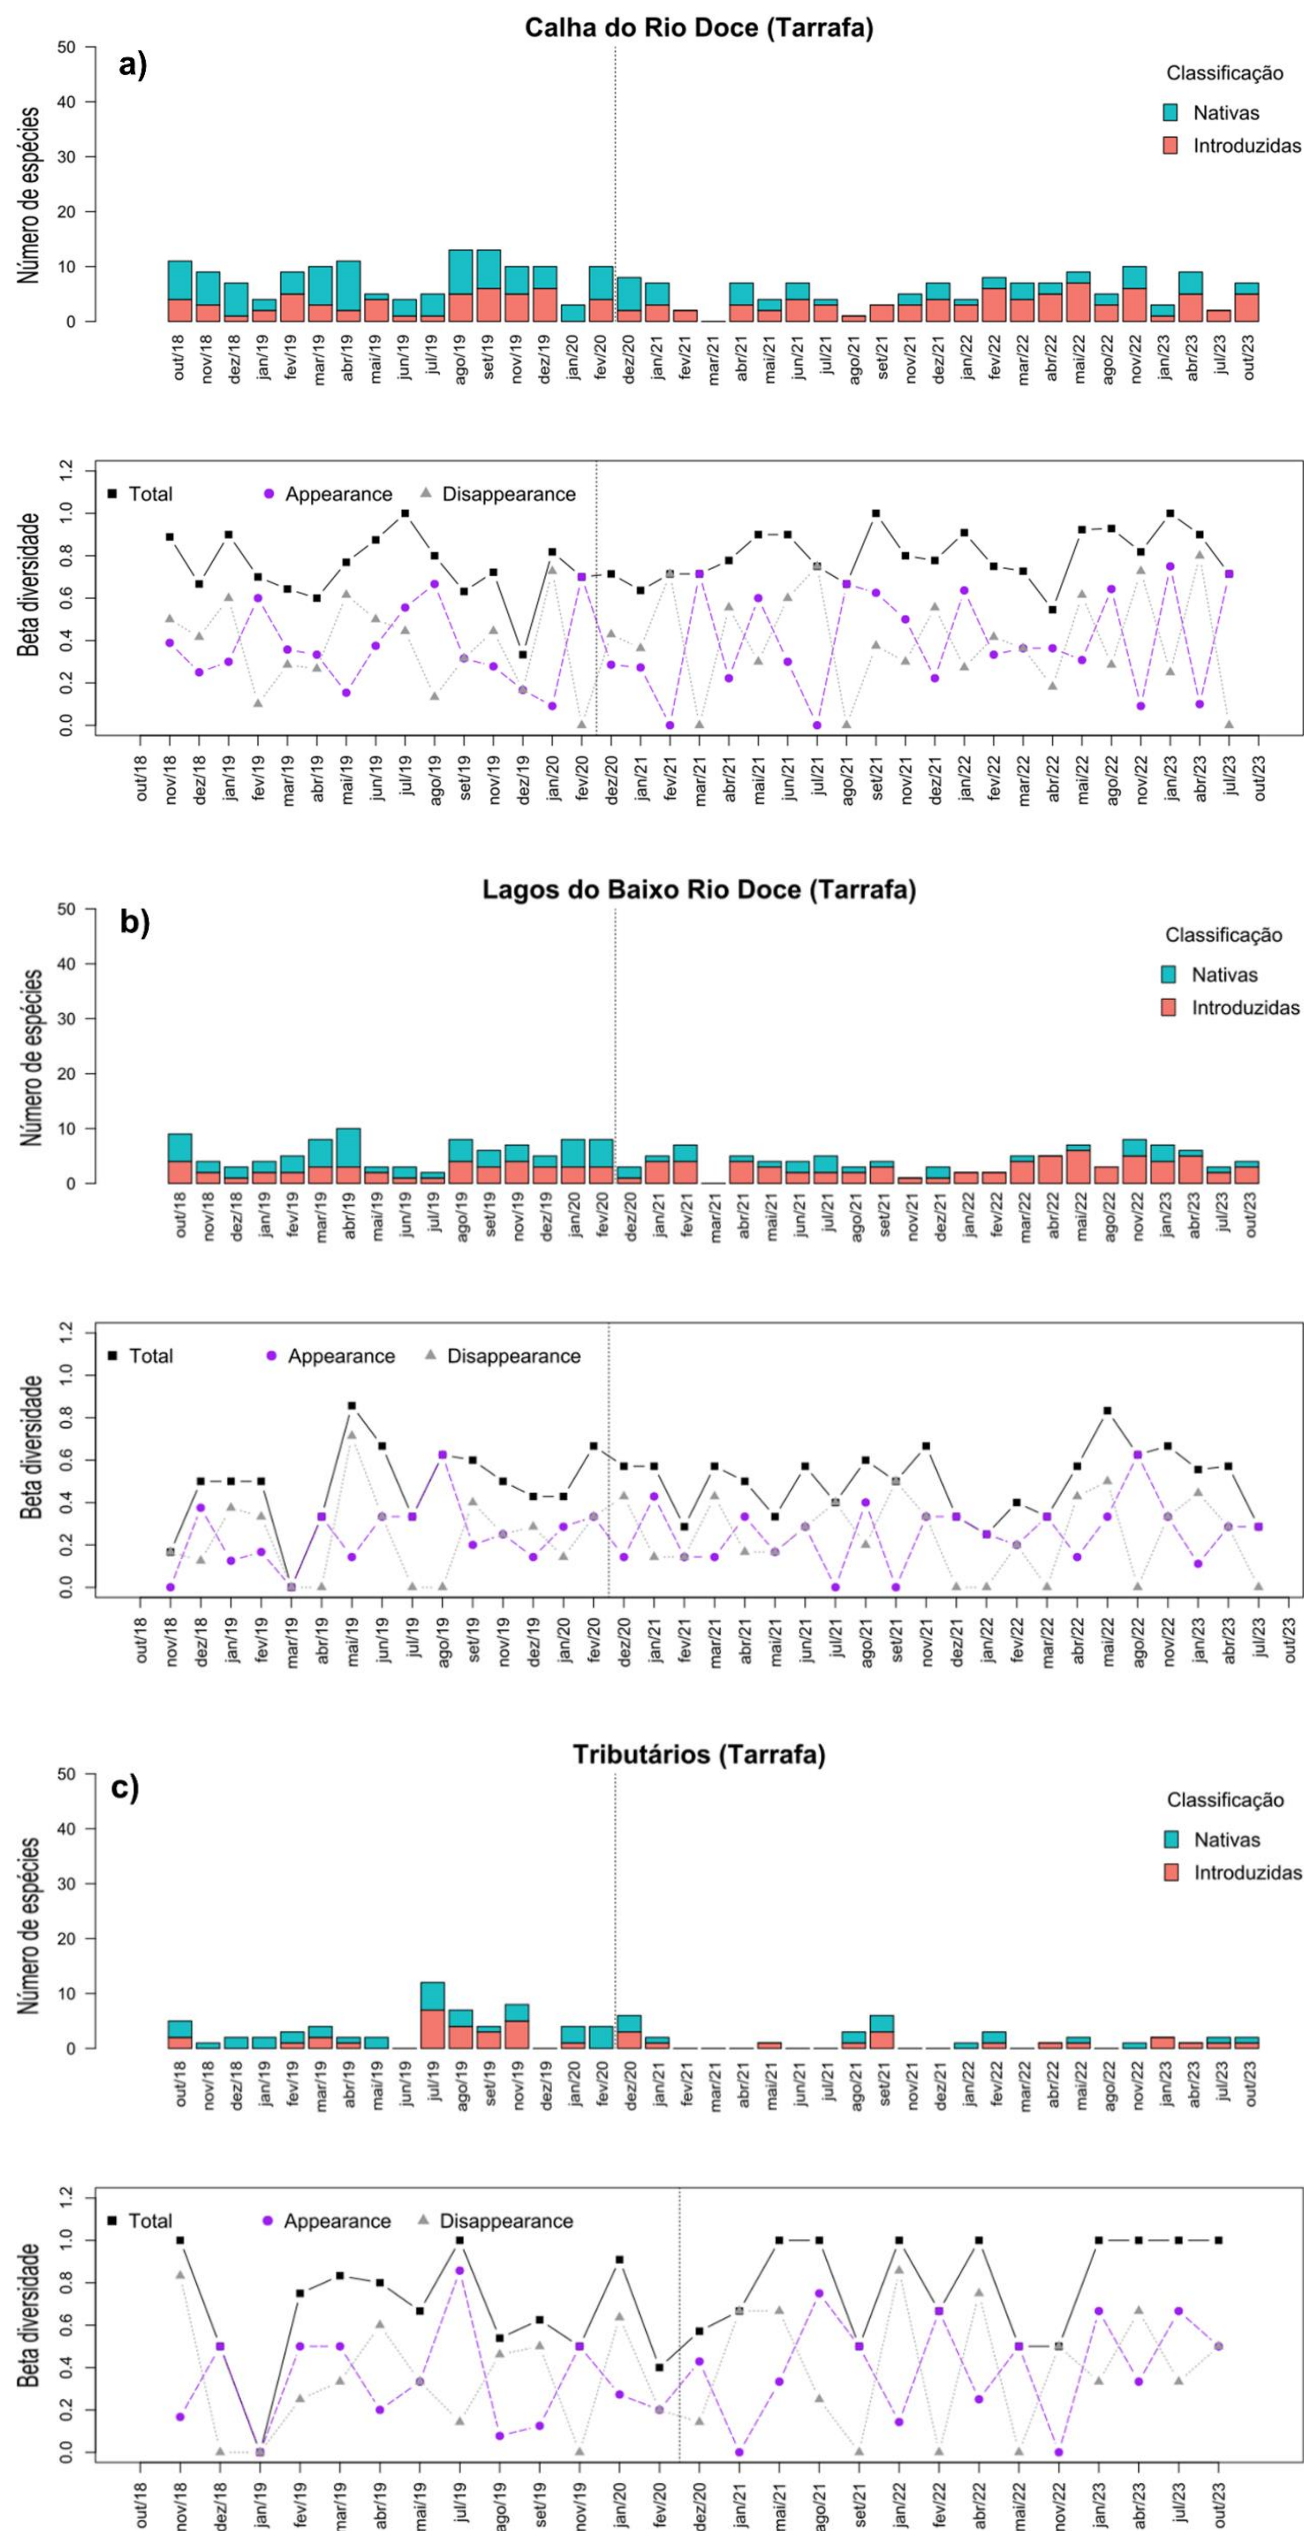 Calha do Rio Doce (Tarrafa)
a)
Número de espécies
50
40
30
20
10
0
Classificação
Nativas
Introduzidas
out/18 nov/18 dez/18 jan/19 fev/19 mar/19 abr/19 mai/19 jun/19 jul/19 ago/19 set/19 nov/19 dez/19 jan/20 fev/20 dez/20 jan/21 fev/21 mar/21 abr/21 mai/21 jun/21 jul/21 ago/21 set/21 nov/21 dez/21 jan/22 fev/22 mar/22 abr/22 mai/22 ago/22 nov/22 jan/23 abr/23 jul/23 out/23
Beta diversidade
1.2
1.0
0.8
0.6
0.4
0.2
0.0
Total Appearance Disappearance
out/18 nov/18 dez/18 jan/19 fev/19 mar/19 abr/19 mai/19 jun/19 jul/19 ago/19 set/19 nov/19 dez/19 jan/20 fev/20 dez/20 jan/21 fev/21 mar/21 abr/21 mai/21 jun/21 jul/21 ago/21 set/21 nov/21 dez/21 jan/22 fev/22 mar/22 abr/22 mai/22 ago/22 nov/22 jan/23 abr/23 jul/23 out/23
Lagos do Baixo Rio Doce (Tarrafa)
b)
Número de espécies
50
40
30
20
10
0
Classificação
Nativas
Introduzidas
out/18 nov/18 dez/18 jan/19 fev/19 mar/19 abr/19 mai/19 jun/19 jul/19 ago/19 set/19 nov/19 dez/19 jan/20 fev/20 dez/20 jan/21 fev/21 mar/21 abr/21 mai/21 jun/21 jul/21 ago/21 set/21 nov/21 dez/21 jan/22 fev/22 mar/22 abr/22 mai/22 ago/22 nov/22 jan/23 abr/23 jul/23 out/23
Beta diversidade
1.2
1.0
0.8
0.6
0.4
0.2
0.0
Total Appearance Disappearance
out/18 nov/18 dez/18 jan/19 fev/19 mar/19 abr/19 mai/19 jun/19 jul/19 ago/19 set/19 nov/19 dez/19 jan/20 fev/20 dez/20 jan/21 fev/21 mar/21 abr/21 mai/21 jun/21 jul/21 ago/21 set/21 nov/21 dez/21 jan/22 fev/22 mar/22 abr/22 mai/22 ago/22 nov/22 jan/23 abr/23 jul/23 out/23
Tributários (Tarrafa)
c)
Número de espécies
50
40
30
20
10
0
Classificação
Nativas
Introduzidas
out/18 nov/18 dez/18 jan/19 fev/19 mar/19 abr/19 mai/19 jun/19 jul/19 ago/19 set/19 nov/19 dez/19 jan/20 fev/20 dez/20 jan/21 fev/21 mar/21 abr/21 mai/21 jun/21 jul/21 ago/21 set/21 nov/21 dez/21 jan/22 fev/22 mar/22 abr/22 mai/22 ago/22 nov/22 jan/23 abr/23 jul/23 out/23
Beta diversidade
1.2
1.0
0.8
0.6
0.4
0.2
0.0
Total Appearance Disappearance
out/18 nov/18 dez/18 jan/19 fev/19 mar/19 abr/19 mai/19 jul/19 ago/19 set/19 nov/19 jan/20 fev/20 dez/20 jan/21 mai/21 ago/21 set/21 jan/22 fev/22 abr/22 mai/22 nov/22 jan/23 abr/23 jul/23 out/23